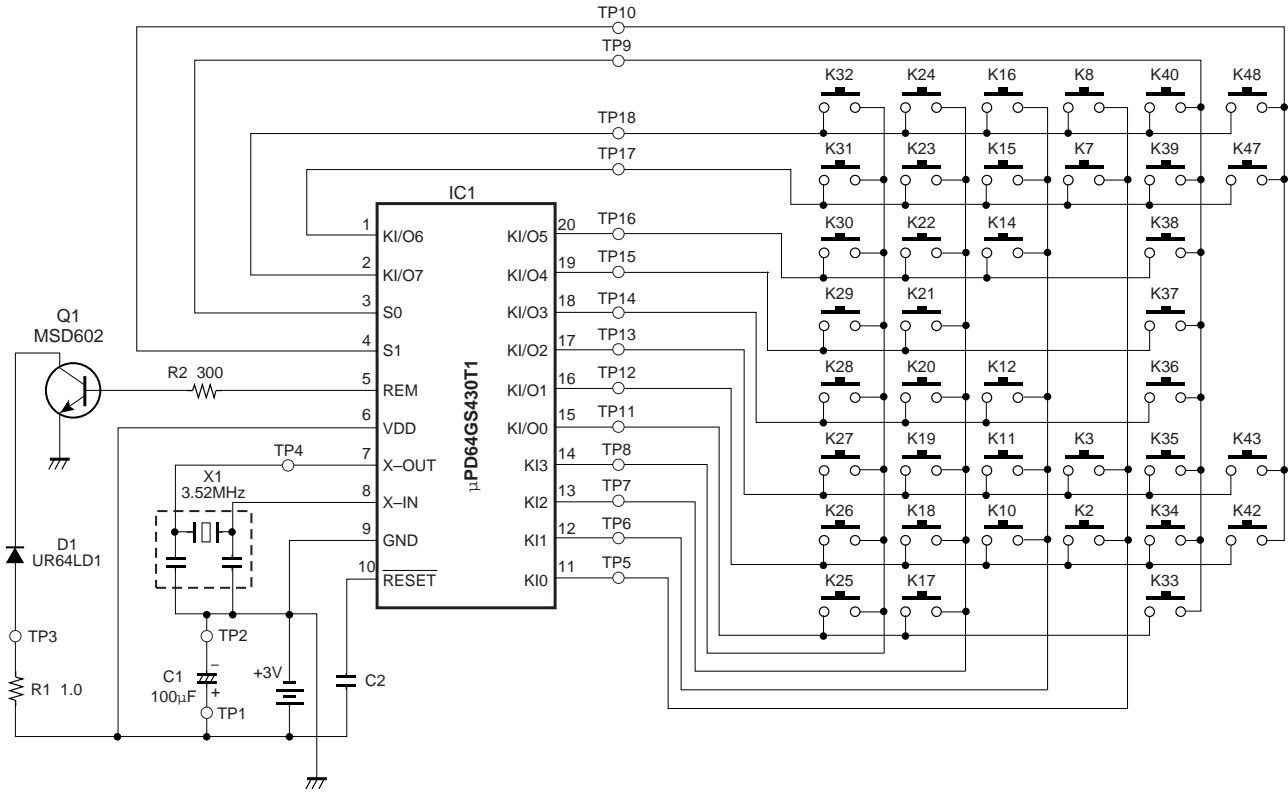 TP10
TP9
K32 K24 K16 K8 K40 K48
TP18
TP17
K31 K23 K15 K7 K39 K47
IC1
1 KI/O6
2 KI/O7
3 S0
4 S1
5 REM
6 VDD
7 X–OUT
8 X–IN
9 GND
10 RESET
µPD64GS430T1
KI/O5 20 TP16
KI/O4 19 TP15
KI/O3 18 TP14
KI/O2 17 TP13
KI/O1 16 TP12
KI/O0 15 TP11
KI3 14 TP8
KI2 13 TP7
KI1 12 TP6
KI0 11 TP5
K30 K22 K14 K38
K29 K21 K37
K28 K20 K12 K36
K27 K19 K11 K3 K35 K43
K26 K18 K10 K2 K34 K42
K25 K17 K33
Q1
MSD602
R2 300
TP4
X1
3.52MHz
D1
UR64LD1
TP3
R1 1.0
TP2
C1
100µF
–
+
TP1
+3V
C2